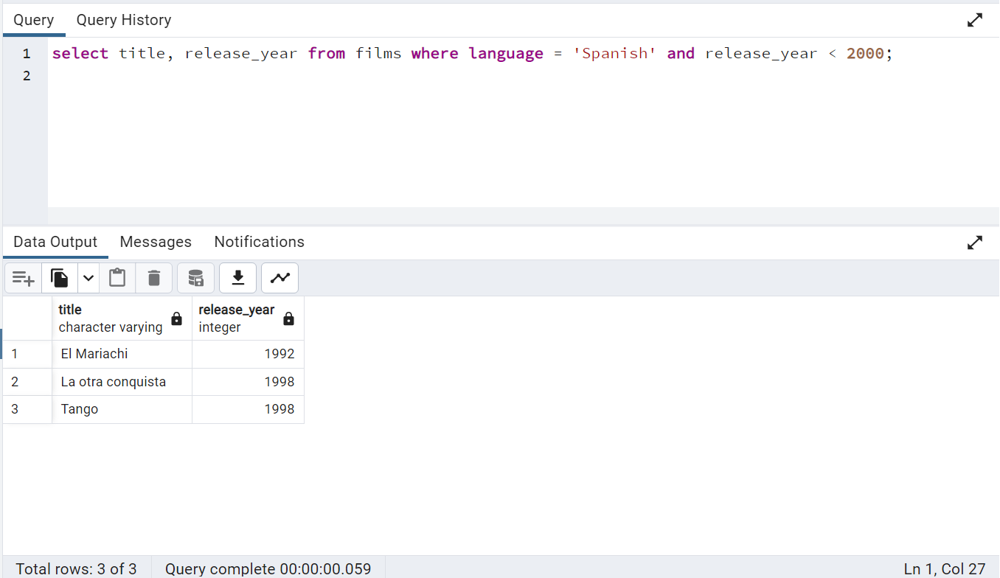 Query Query History
1 select title, release_year from films where language = 'Spanish' and release_year < 2000;
2
Data Output Messages Notifications
title release_year
character varying integer
1 El Mariachi 1992
2 La otra conquista 1998
3 Tango 1998
Total rows: 3 of 3 Query complete 00:00:00.059 Ln 1, Col 27